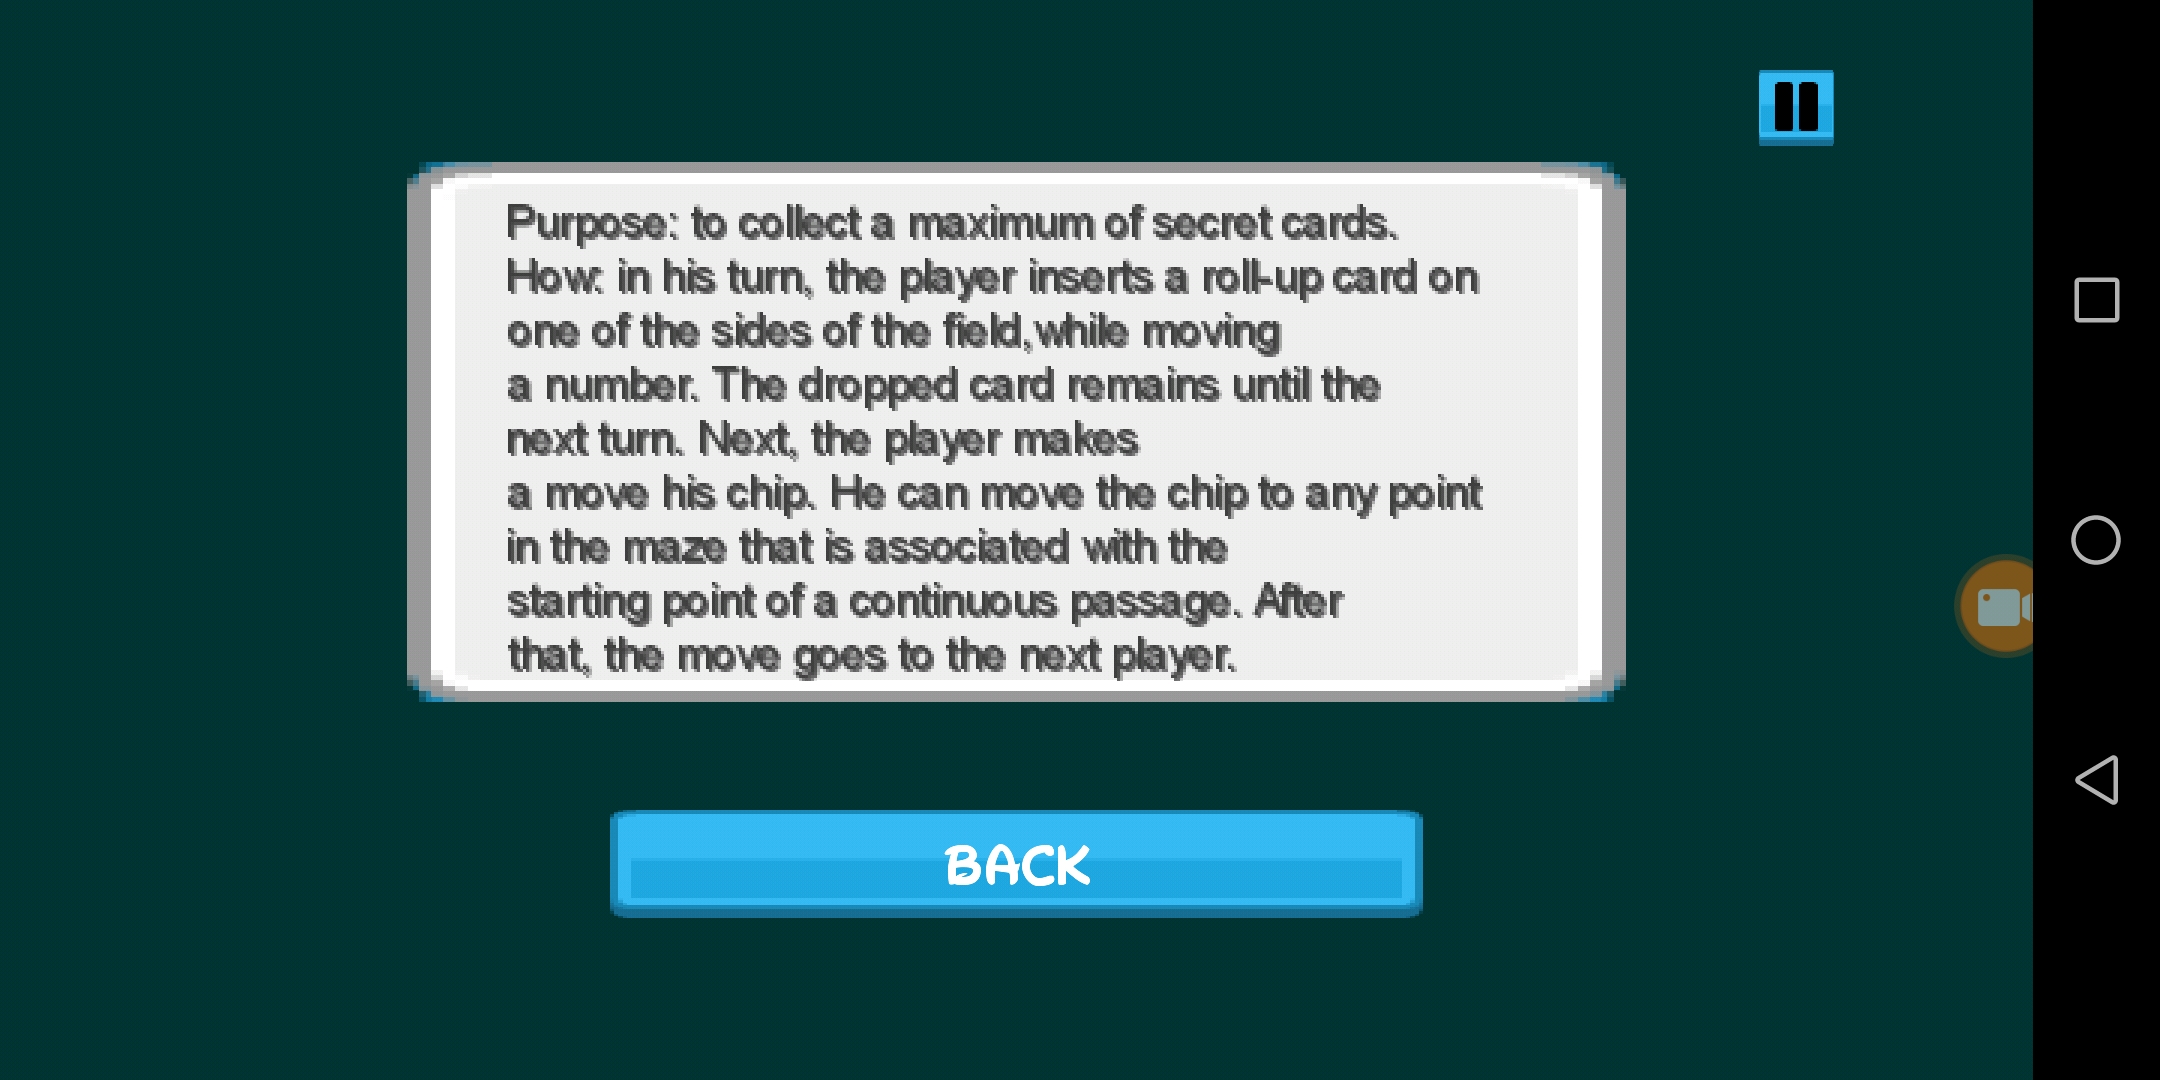 Purpose: to collect a maximum of secret cards.
How: in his turn, the player inserts a roll-up card on
one of the sides of the field,while moving
a number. The dropped card remains until the
next turn. Next, the player makes
a move his chip. He can move the chip to any point
in the maze that is associated with the
starting point of a continuous passage. After
that, the move goes to the next player.
BACK